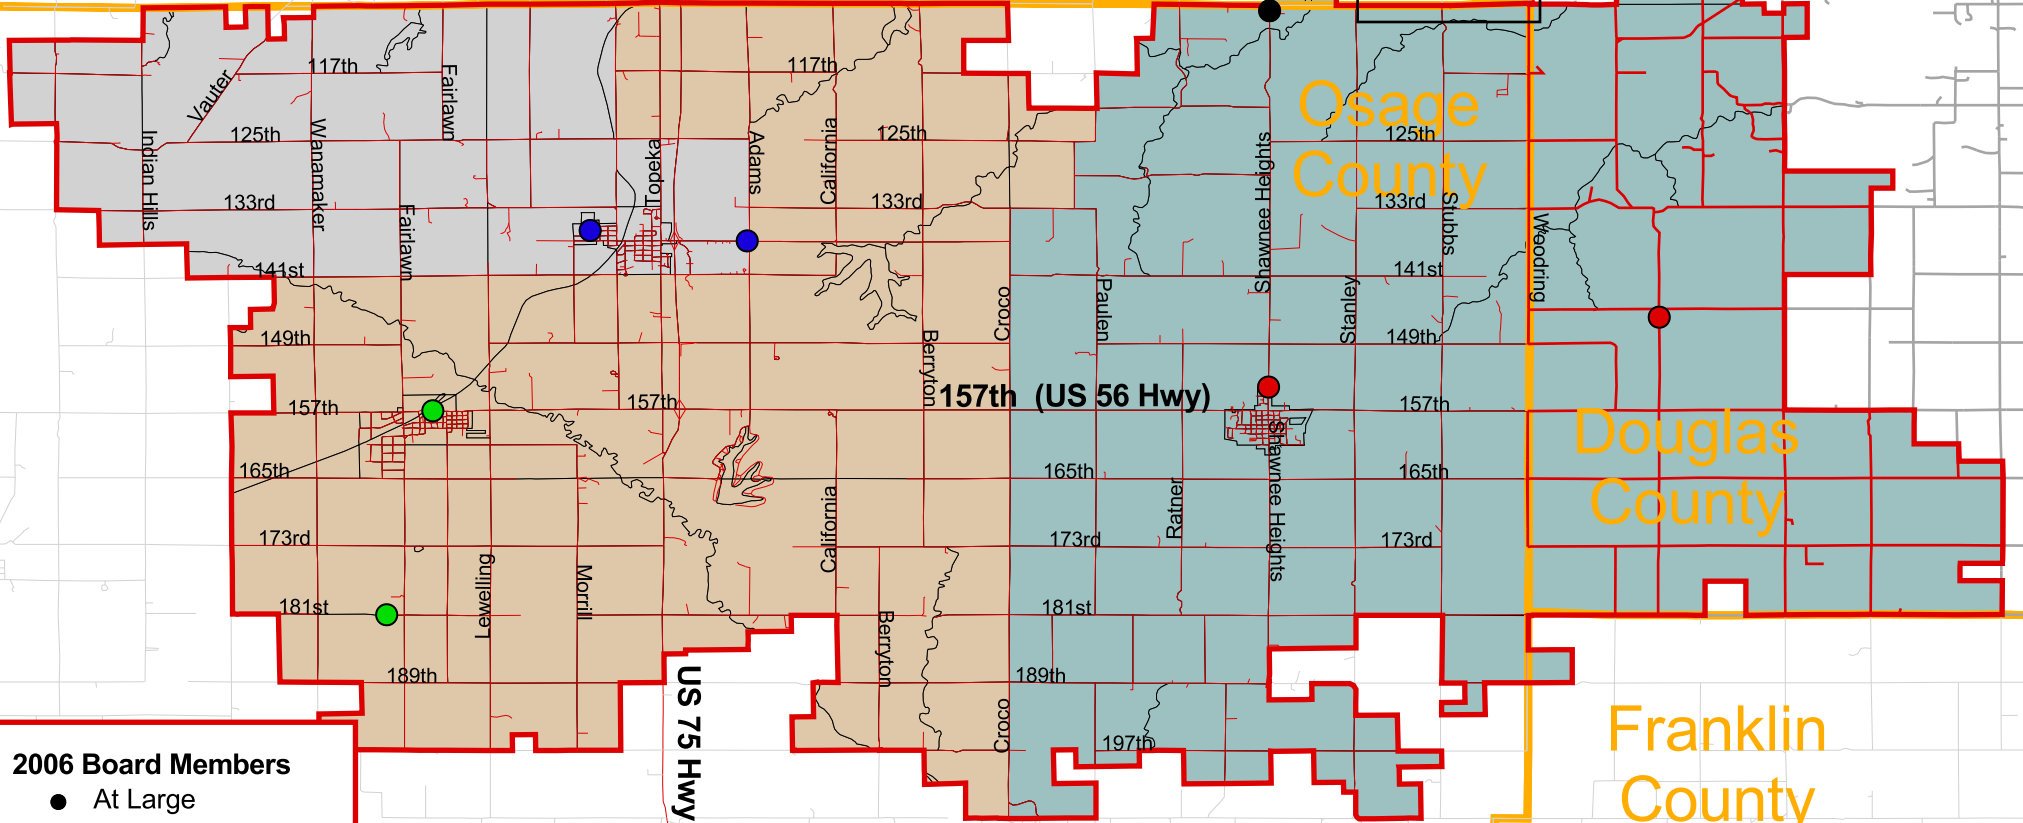 117th
117th
Vauter
Fairlawn
Osage
County
125th
125th
125th
Indian Hills
Wanamaker
Topeka
Adams
California
Shawnee Heights
133rd
133rd
133rd
Fairlawn
Stubbs
Woodring
141st
141st
Croco
Paulen
Stanley
149th
149th
Berryton
157th (US 56 Hwy)
157th
157th
157th
Douglas
County
Shawnee Heights
165th
165th
165th
Ratner
California
173rd
173rd
173rd
Lewelling
Morrill
181st
181st
Berryton
189th
189th
US 75 Hwy
Croco
197th
Franklin
County
2006 Board Members
At Large